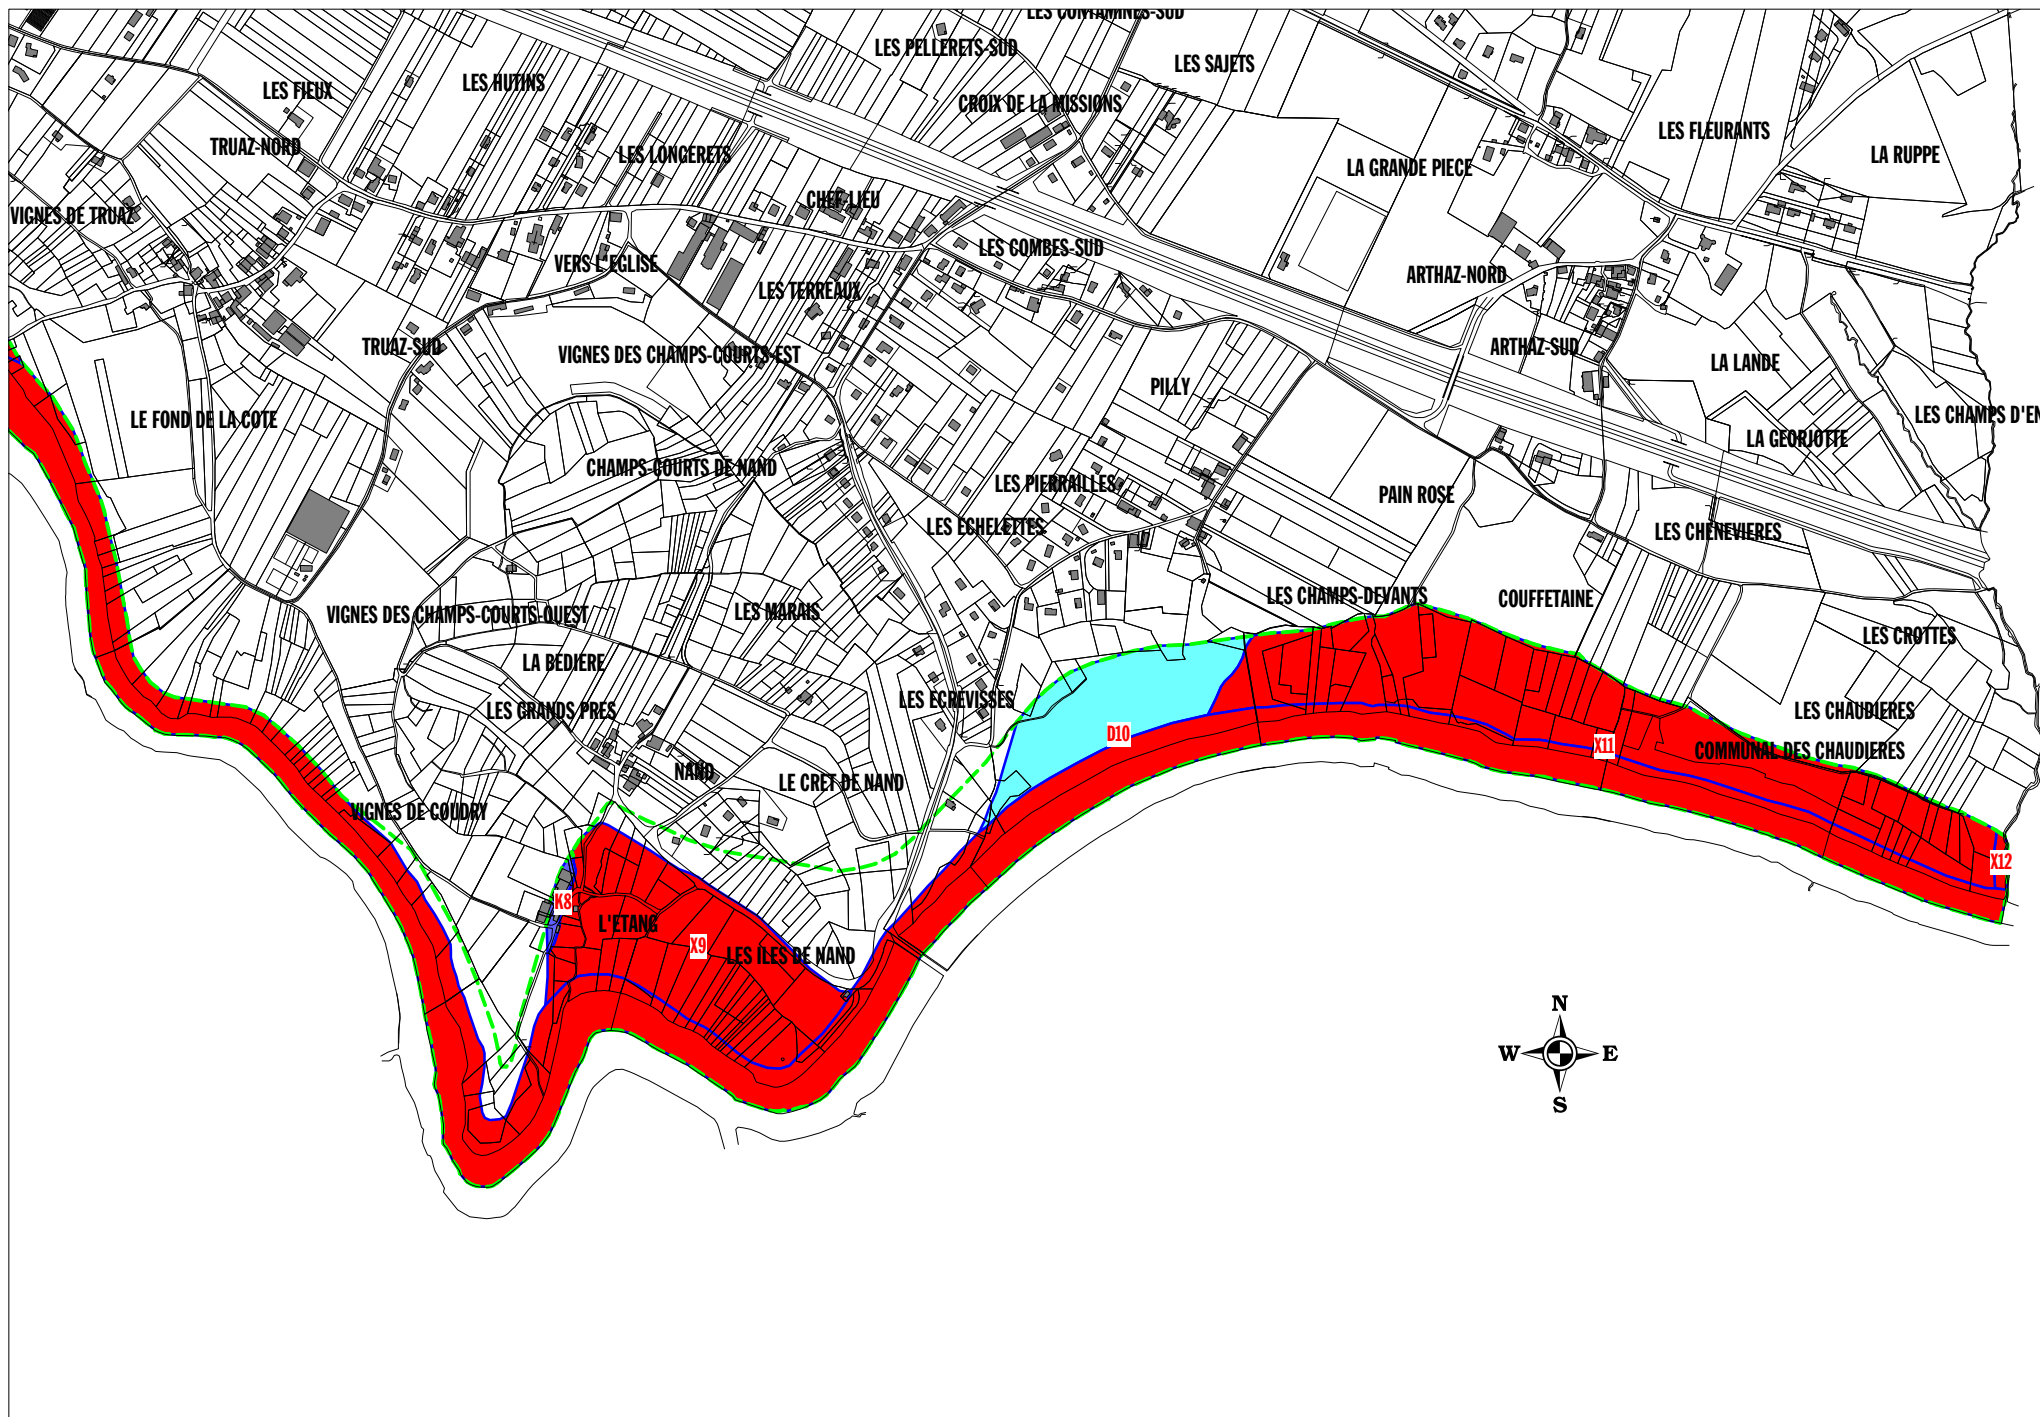 LES CONTAMINES-SUD
LES PELLERETS-SUD
LES SAJETS
LES FIEUX
LES HUTINS
CROIX DE LA MISSIONS
LES FLEURANTS
TRUAZ-NORD
LES LONGERETS
LA GRANDE PIECE
LA RUPPE
VIGNES DE TRUAZ
CHEF-LIEU
LES COMBES-SUD
VERS L'EGLISE
LES TERREAUX
ARTHAZ-NORD
TRUAZ-SUD
VIGNES DES CHAMPS-COURTS-EST
ARTHAZ-SUD
LA LANDE
PILLY
LE FOND DE LA COTE
LES CHAMPS D'EN
LA GEORJOTTE
CHAMPS-COURTS DE NAND
LES PIERRAILLES
PAIN ROSE
LES ECHELETTES
LES CHENEVIERES
VIGNES DES CHAMPS-COURTS-OUEST
LES MARAIS
LES CHAMPS-DEVANTS
COUFFETAINE
LES CROTTES
LA BEDIERE
LES GRANDS PRES
LES ECREVISSES
LES CHAUDIERES
D10
X11
COMMUNAL DES CHAUDIERES
NAND
LE CRET DE NAND
VIGNES DE COUDRY
X12
K8
L'ETANG
X9
LES ILES DE NAND
N
W E
S